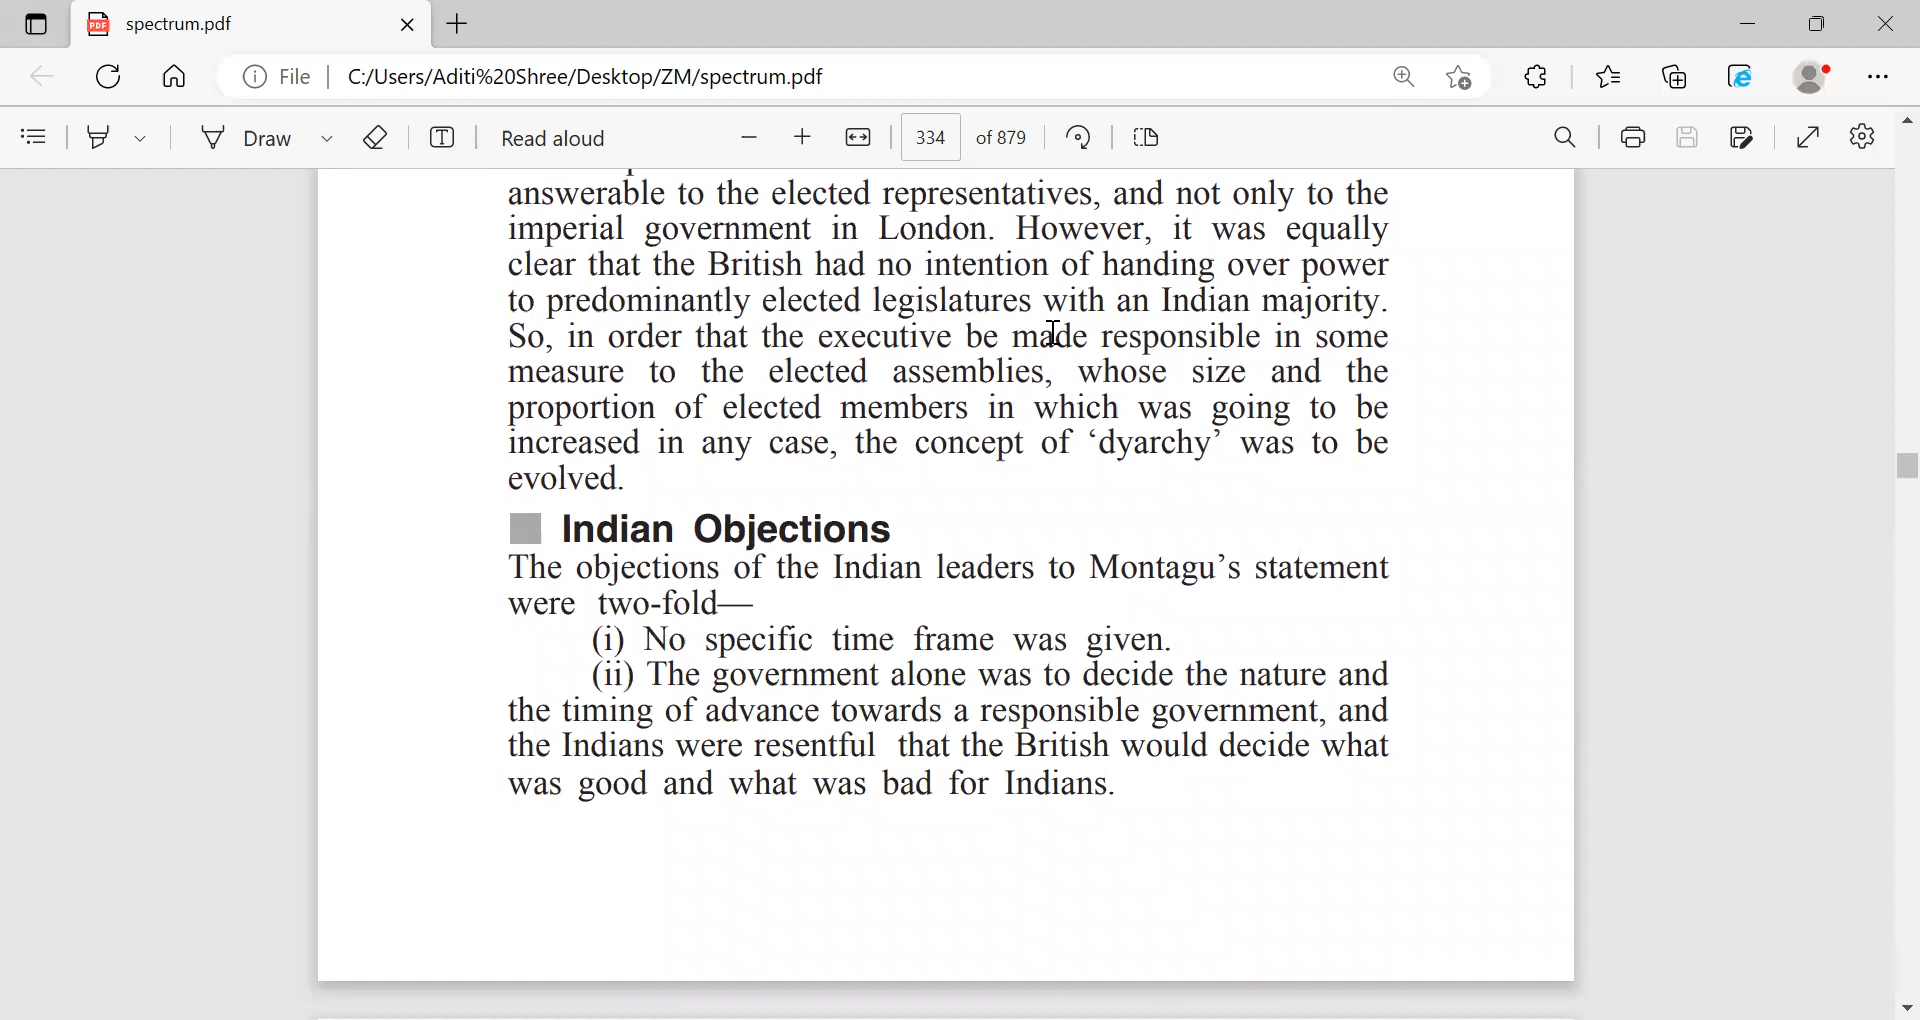 spectrum.pdf
File | C:/Users/Aditi%20Shree/Desktop/ZM/spectrum.pdf
Draw Read aloud 334 of 879
answerable to the elected representatives, and not only to the
imperial government in London. However, it was equally
clear that the British had no intention of handing over power
to predominantly elected legislatures with an Indian majority.
So, in order that the executive be made responsible in some
measure to the elected assemblies, whose size and the
proportion of elected members in which was going to be
increased in any case, the concept of ‘dyarchy’ was to be
evolved.
Indian Objections
The objections of the Indian leaders to Montagu’s statement
were two-fold—
(i) No specific time frame was given.
(ii) The government alone was to decide the nature and
the timing of advance towards a responsible government, and
the Indians were resentful that the British would decide what
was good and what was bad for Indians.